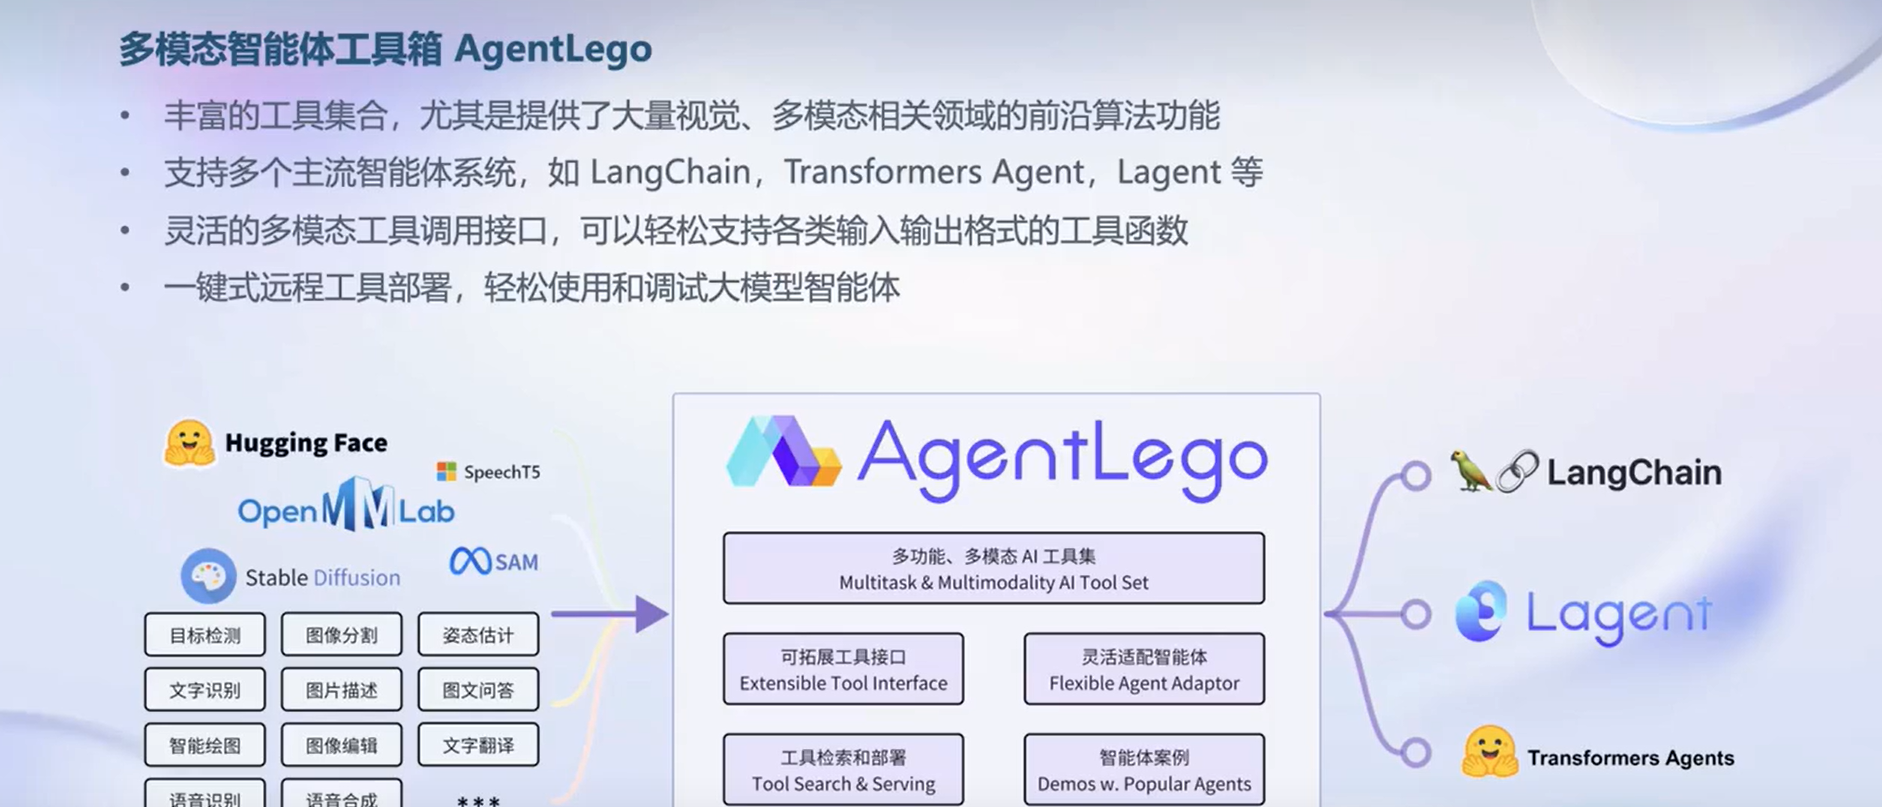 多模态智能体工具箱 AgentLego
• 丰富的工具集合，尤其是提供了大量视觉、多模态相关领域的前沿算法功能
• 支持多个主流智能体系统，如 LangChain，Transformers Agent，Lagent 等
• 灵活的多模态工具调用接口，可以轻松支持各类输入输出格式的工具函数
• 一键式远程工具部署，轻松使用和调试大模型智能体
Hugging Face
SpeechT5
OpenMMLab
Stable Diffusion
SAM
目标检测 图像分割 姿态估计
文字识别 图片描述 图文问答
智能绘图 图像编辑 文字翻译
语音识别 语音合成 ***
AgentLego
多功能、多模态 AI 工具集
Multitask & Multimodality AI Tool Set
可拓展工具接口
Extensible Tool Interface
灵活适配智能体
Flexible Agent Adaptor
工具检索和部署
Tool Search & Serving
智能体案例
Demos w. Popular Agents
LangChain
Lagent
Transformers Agents